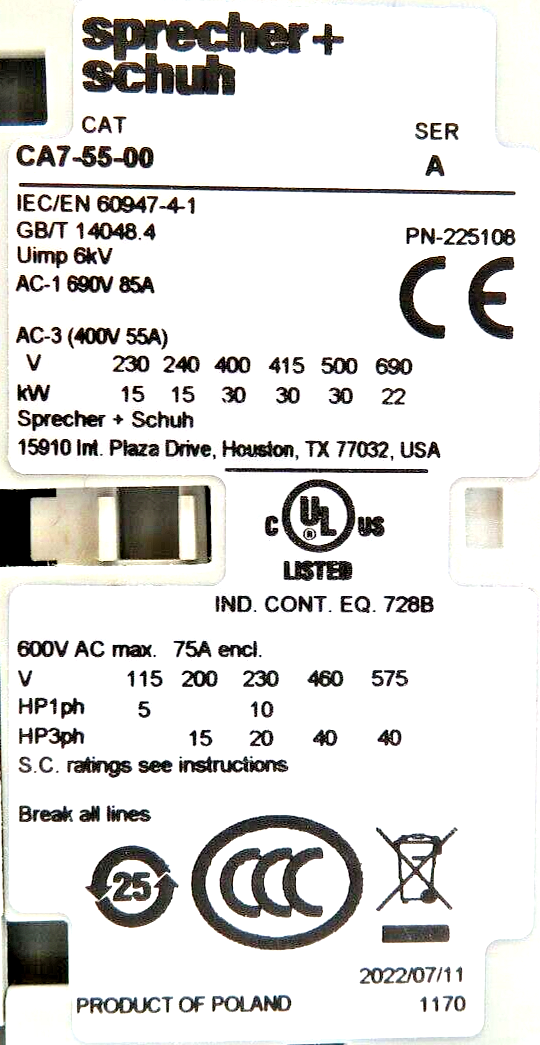 sprecher+
schuh
CAT SER
CA7-55-00 A
IEC/EN 60947-4-1
GB/T 14048.4 PN-225108
Uimp 6kV
AC-1 690V 85A CE
AC-3 (400V 55A)
V 230 240 400 415 500 690
kW 15 15 30 30 30 22
Sprecher + Schuh
15910 Int. Plaza Drive, Houston, TX 77032, USA
C UL US
®
LISTED
IND. CONT. EQ. 728B
600V AC max. 75A encl.
V 115 200 230 460 575
HP1ph 5 10
HP3ph 15 20 40 40
S.C. ratings see instructions
Break all lines
25 CCC
2022/07/11
PRODUCT OF POLAND 1170